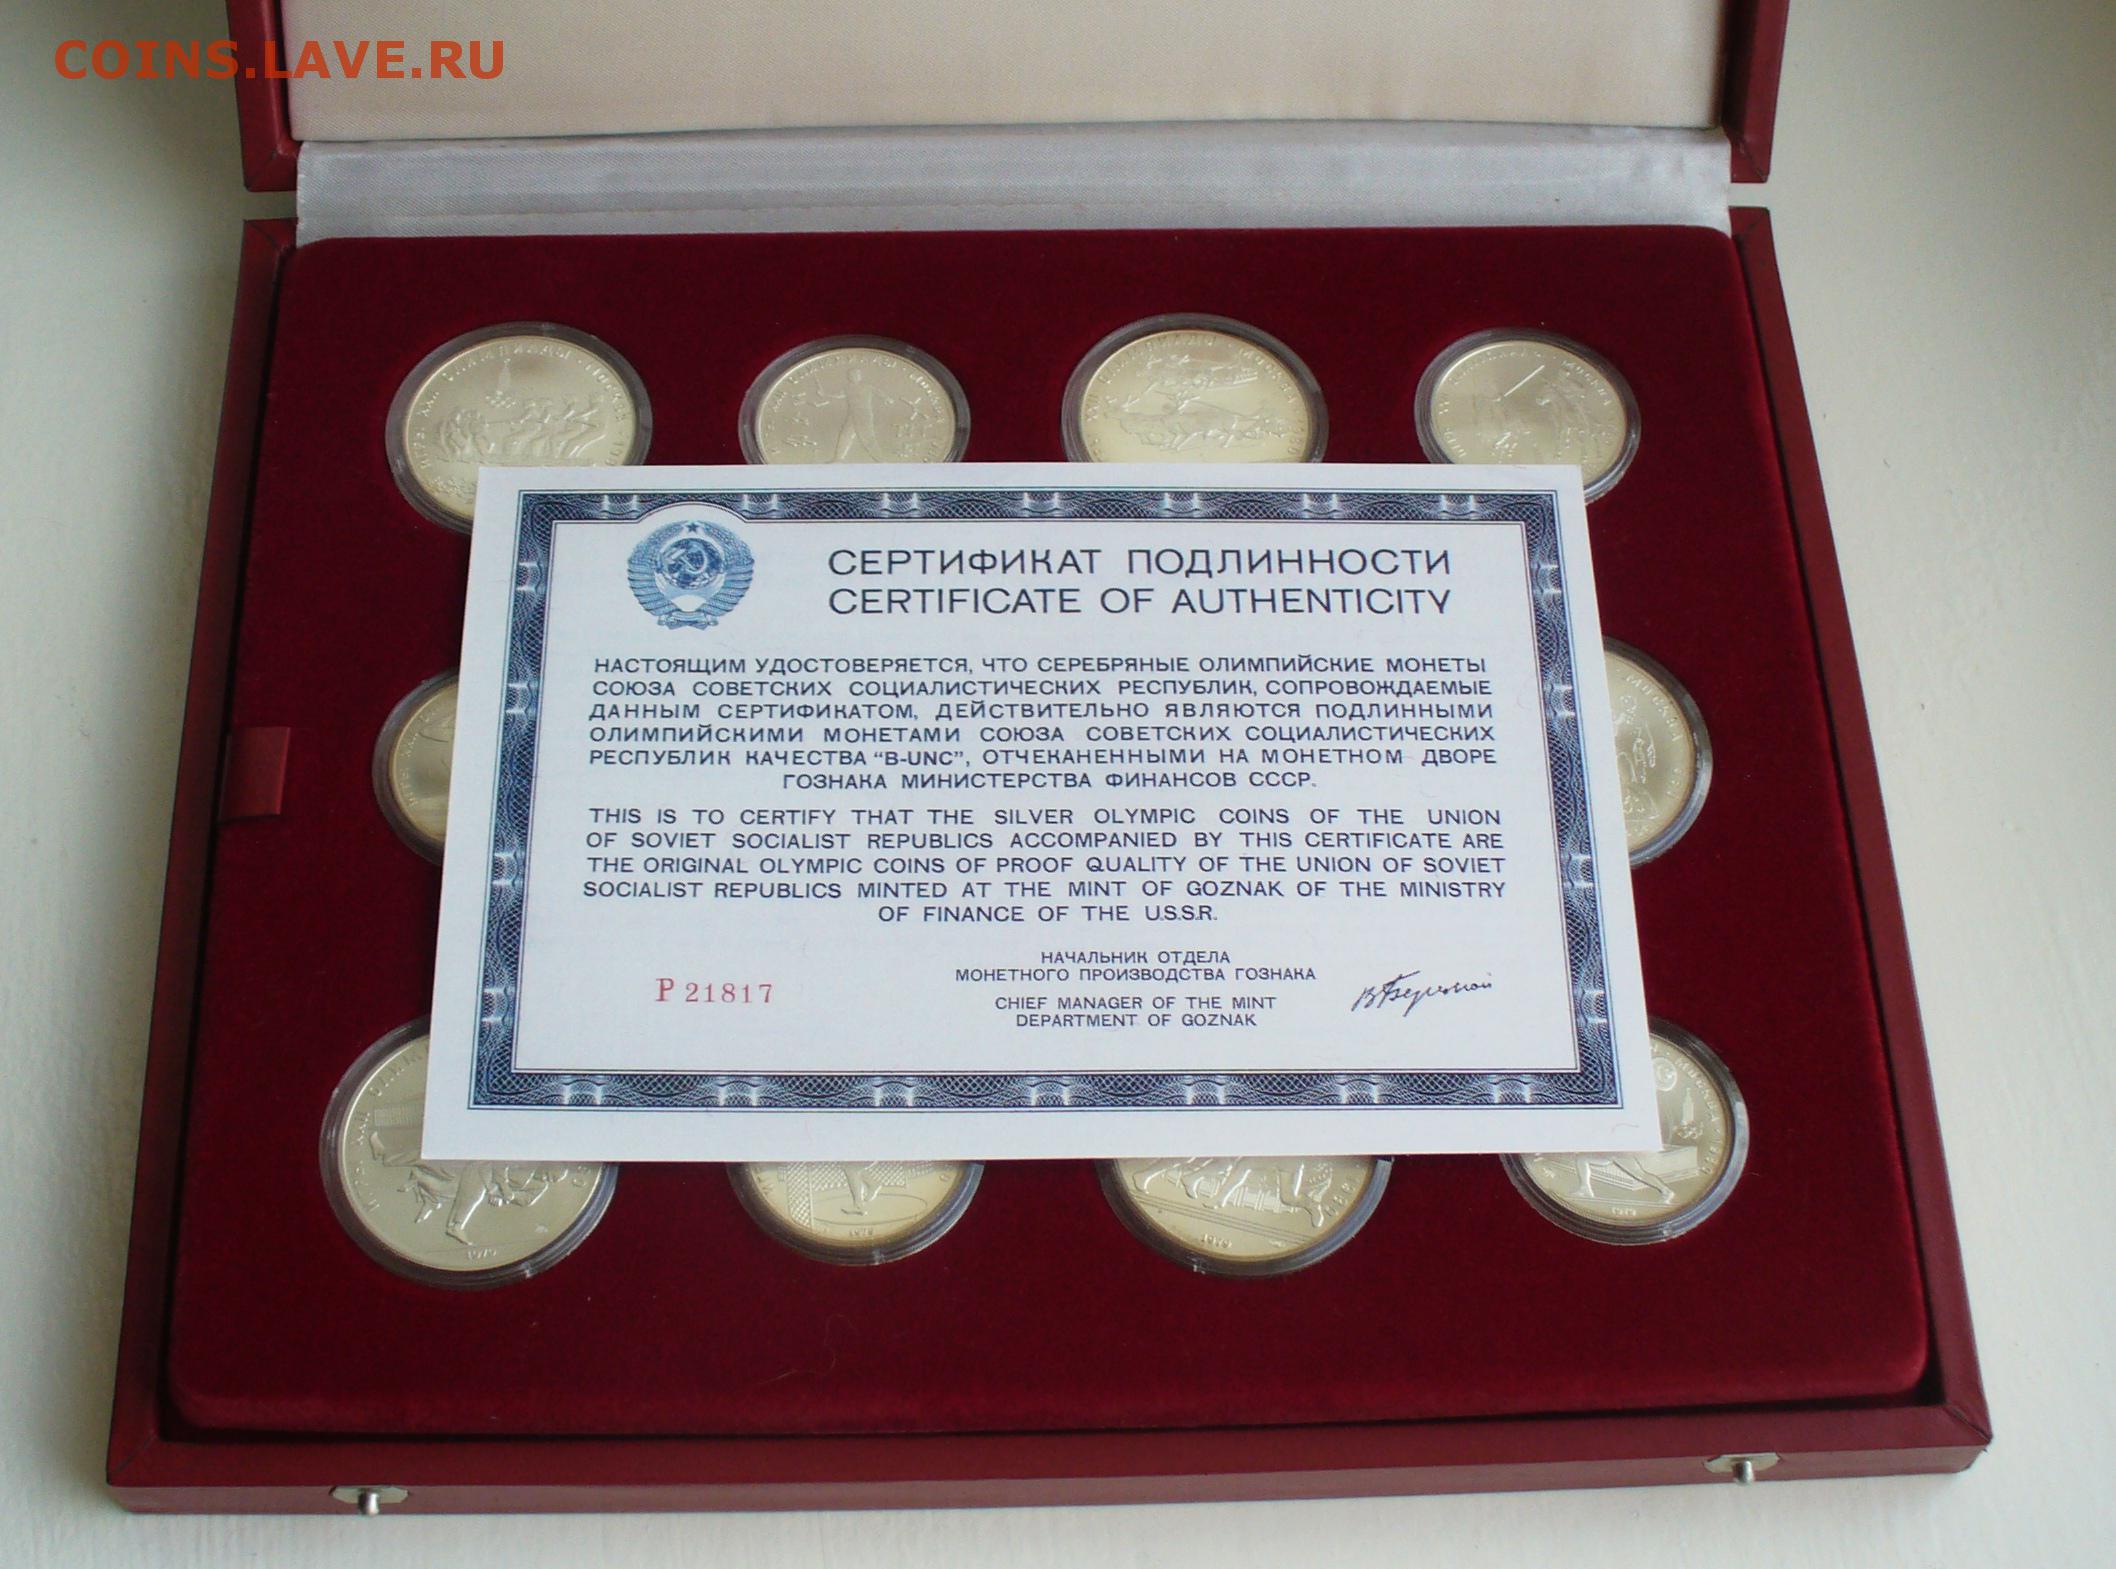 COINS.LAVE.RU
СЕРТИФИКАТ ПОДЛИННОСТИ
CERTIFICATE OF AUTHENTICITY
НАСТОЯЩИМ УДОСТОВЕРЯЕТСЯ, ЧТО СЕРЕБРЯНЫЕ ОЛИМПИЙСКИЕ МОНЕТЫ
СОЮЗА СОВЕТСКИХ СОЦИАЛИСТИЧЕСКИХ РЕСПУБЛИК, СОПРОВОЖДАЕМЫЕ
ДАННЫМ СЕРТИФИКАТОМ, ДЕЙСТВИТЕЛЬНО ЯВЛЯЮТСЯ ПОДЛИННЫМИ
ОЛИМПИЙСКИМИ МОНЕТАМИ СОЮЗА СОВЕТСКИХ СОЦИАЛИСТИЧЕСКИХ
РЕСПУБЛИК КАЧЕСТВА "B-UNC", ОТЧЕКАНЕННЫМИ НА МОНЕТНОМ ДВОРЕ
ГОЗНАКА МИНИСТЕРСТВА ФИНАНСОВ СССР.
THIS IS TO CERTIFY THAT THE SILVER OLYMPIC COINS OF THE UNION
OF SOVIET SOCIALIST REPUBLICS ACCOMPANIED BY THIS CERTIFICATE ARE
THE ORIGINAL OLYMPIC COINS OF PROOF QUALITY OF THE UNION OF SOVIET
SOCIALIST REPUBLICS MINTED AT THE MINT OF GOZNAK OF THE MINISTRY
OF FINANCE OF THE U.S.S.R.
НАЧАЛЬНИК ОТДЕЛА
МОНЕТНОГО ПРОИЗВОДСТВА ГОЗНАКА
P 21817
CHIEF MANAGER OF THE MINT
DEPARTMENT OF GOZNAK
1979
1979